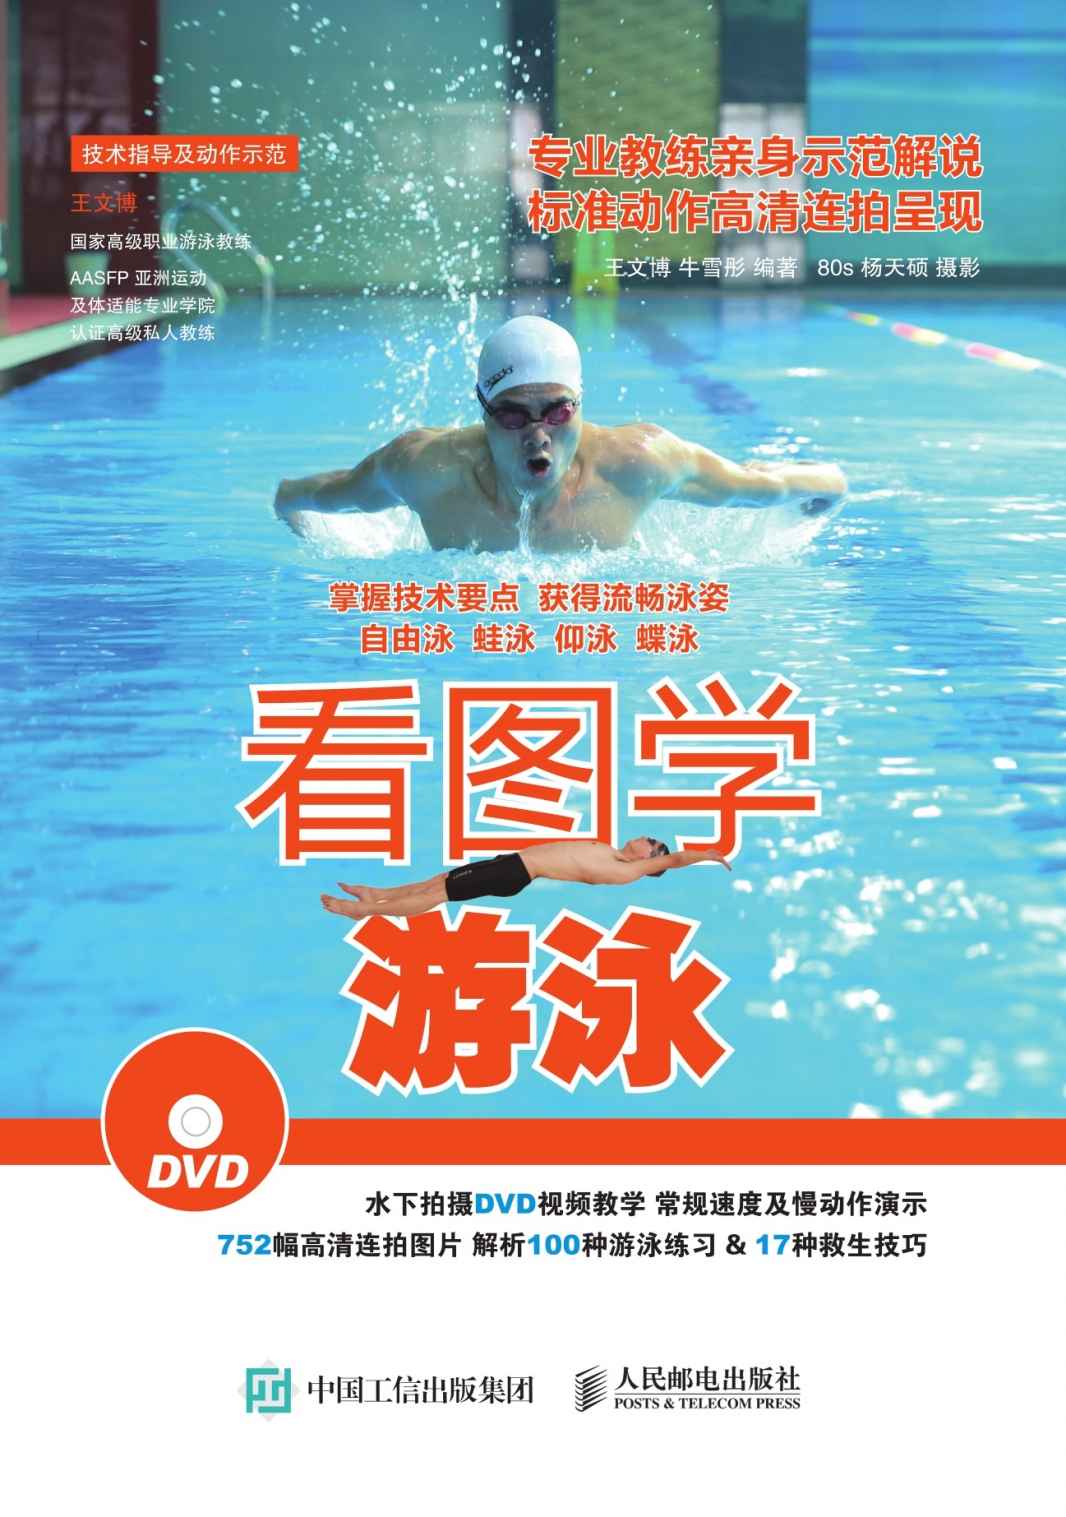 技术指导及动作示范
王文博
国家高级职业游泳教练
AASFP 亚洲运动
及体适能专业学院
认证高级私人教练
专业教练亲身示范解说
标准动作高清连拍呈现
王文博 牛雪彤 编著 80s 杨天硕 摄影
speedo
掌握技术要点 获得流畅泳姿
自由泳 蛙泳 仰泳 蝶泳
看图学
游泳
DVD
水下拍摄DVD视频教学 常规速度及慢动作演示
752幅高清连拍图片 解析100种游泳练习 & 17种救生技巧
中国工信出版集团
人民邮电出版社
POSTS & TELECOM PRESS